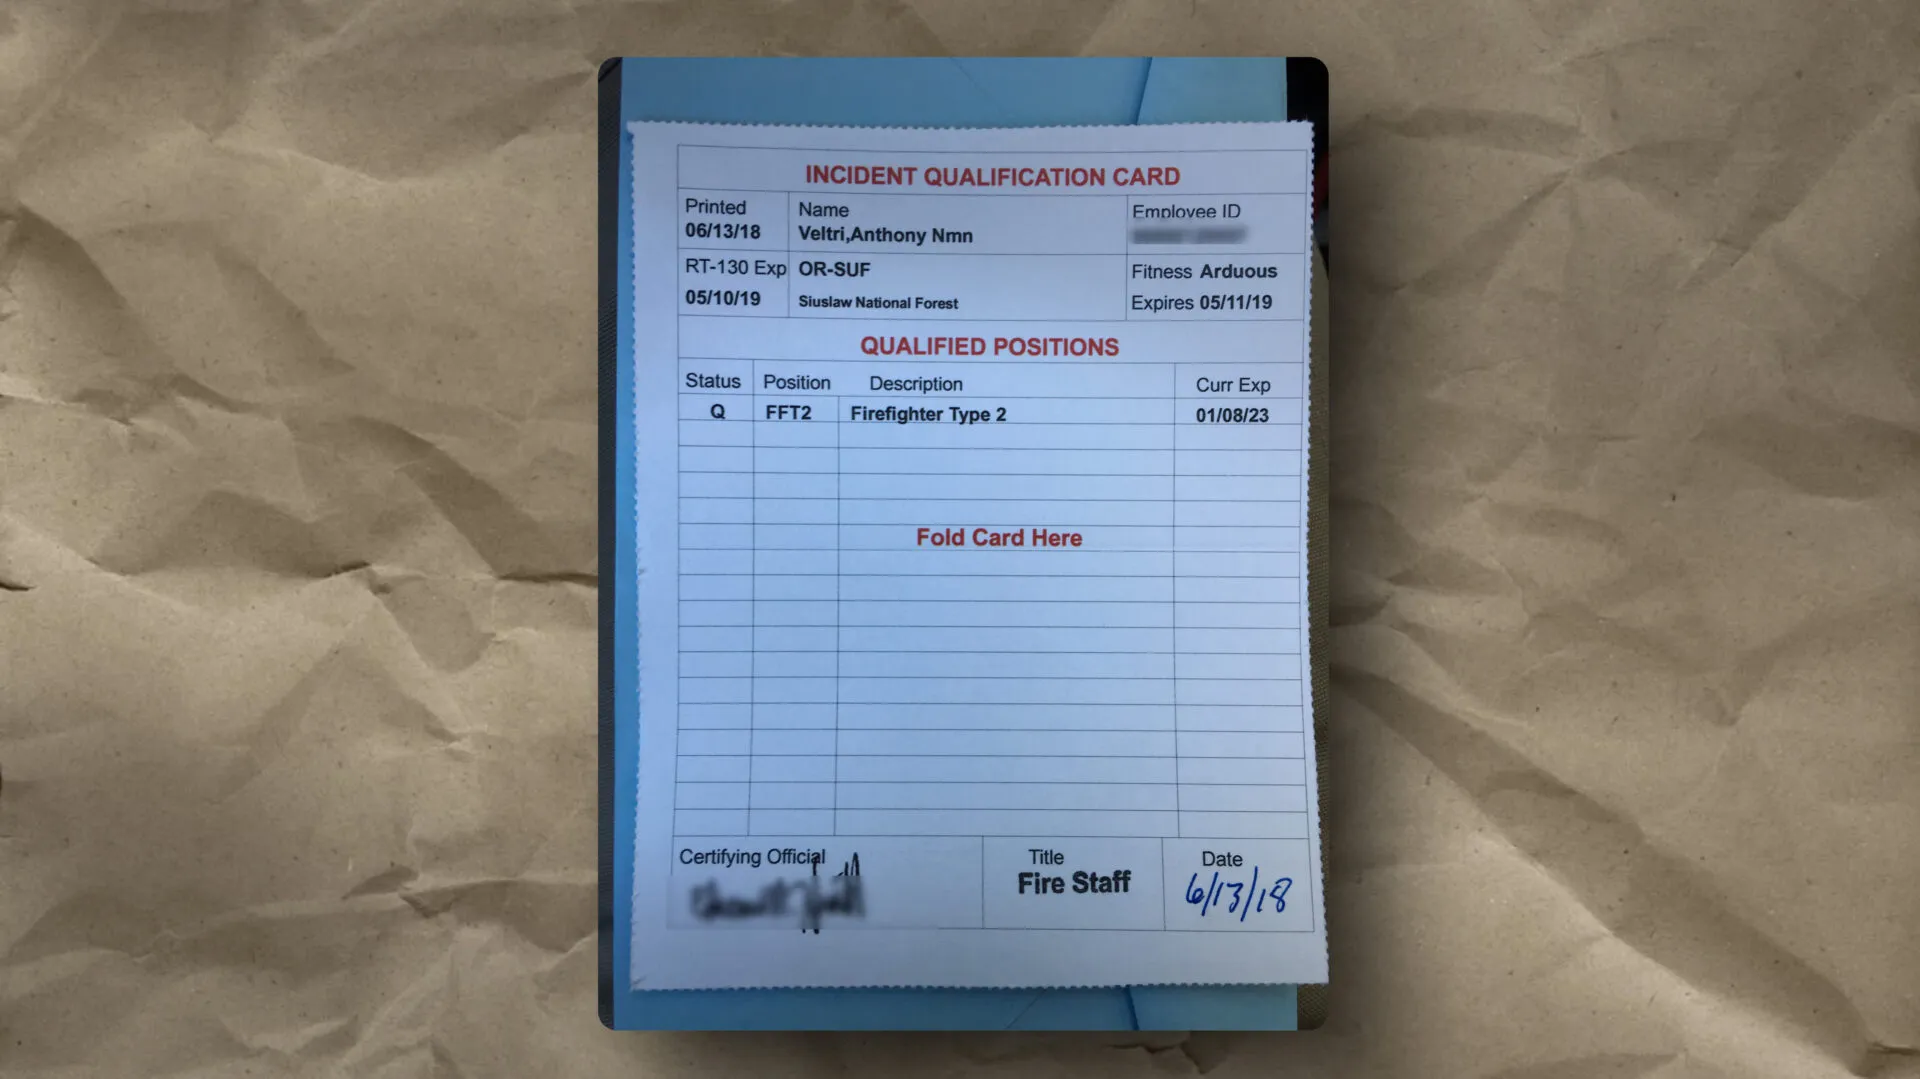 INCIDENT QUALIFICATION CARD
Printed
06/13/18
Name
Veltri,Anthony Nmn
Employee ID
RT-130 Exp
05/10/19
OR-SUF
Siuslaw National Forest
Fitness Arduous
Expires 05/11/19
QUALIFIED POSITIONS
Status Position Description Curr Exp
Q FFT2 Firefighter Type 2 01/08/23
Fold Card Here
Certifying Official
Title
Fire Staff
Date
6/13/18